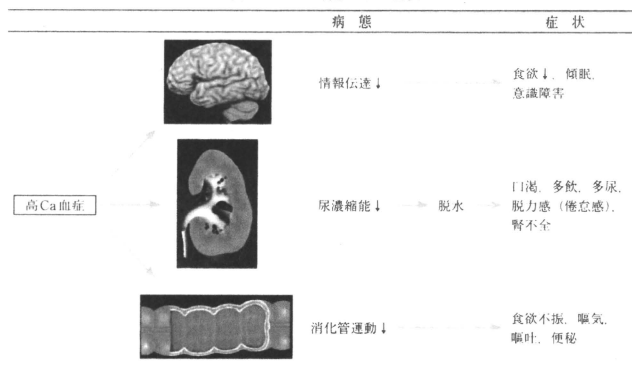 病態 症状
情報伝達↓
食欲↓, 傾眠,
意識障害
高Ca血症
尿濃縮能↓
脱水
口渇, 多飲, 多尿,
脱力感（倦怠感）,
腎不全
消化管運動↓
食欲不振, 嘔気,
嘔吐, 便秘